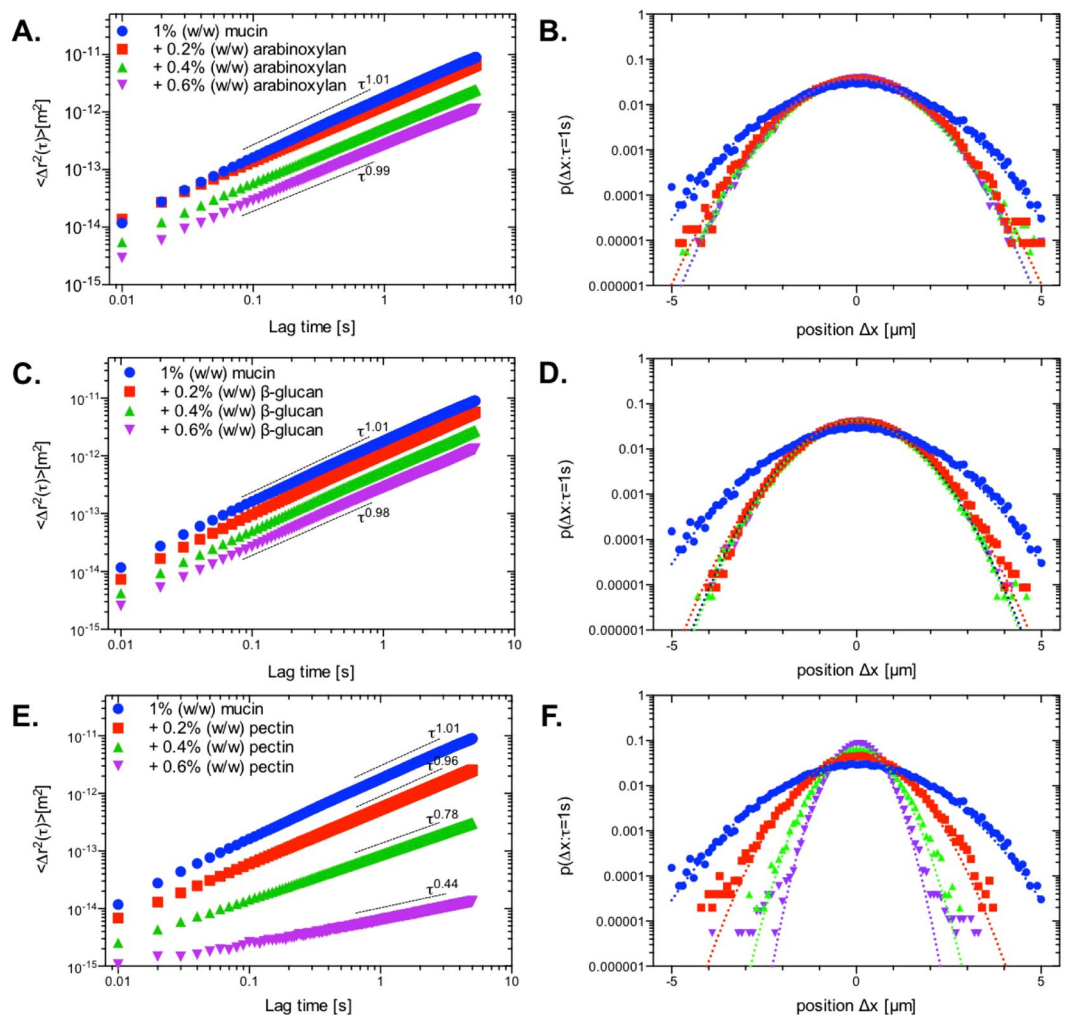 A.
1% (w/w) mucin
+ 0.2% (w/w) arabinoxylan
+ 0.4% (w/w) arabinoxylan
+ 0.6% (w/w) arabinoxylan
τ1.01
τ0.99
<Δr²(τ)>[m²]
10⁻¹¹
10⁻¹²
10⁻¹³
10⁻¹⁴
10⁻¹⁵
0.01
0.1
1
10
Lag time [s]
B.
p(Δx:τ=1s)
1
0.1
0.01
0.001
0.0001
0.00001
0.000001
-5
0
5
position Δx [µm]
C.
1% (w/w) mucin
+ 0.2% (w/w) β-glucan
+ 0.4% (w/w) β-glucan
+ 0.6% (w/w) β-glucan
τ1.01
τ0.98
<Δr²(τ)>[m²]
10⁻¹¹
10⁻¹²
10⁻¹³
10⁻¹⁴
10⁻¹⁵
0.01
0.1
1
10
Lag time [s]
D.
p(Δx:τ=1s)
1
0.1
0.01
0.001
0.0001
0.00001
0.000001
-5
0
5
position Δx [µm]
E.
1% (w/w) mucin
+ 0.2% (w/w) pectin
+ 0.4% (w/w) pectin
+ 0.6% (w/w) pectin
τ1.01
τ0.96
τ0.78
τ0.44
<Δr²(τ)>[m²]
10⁻¹¹
10⁻¹²
10⁻¹³
10⁻¹⁴
10⁻¹⁵
0.01
0.1
1
10
Lag time [s]
F.
p(Δx:τ=1s)
1
0.1
0.01
0.001
0.0001
0.00001
0.000001
-5
0
5
position Δx [µm]